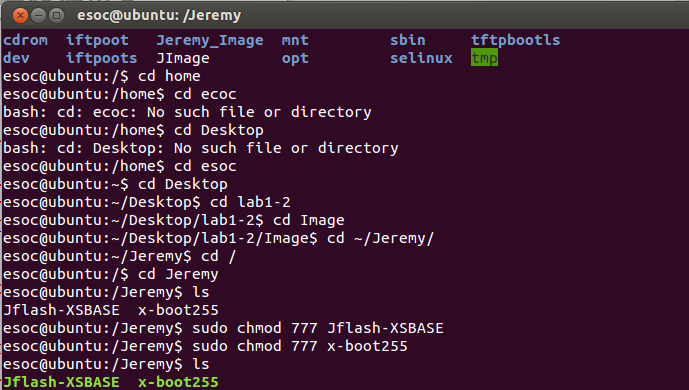 esoc@ubuntu: /Jeremy
cdrom iftpoot Jeremy_Image mnt sbin tftpbootls
dev iftpoots JImage opt selinux tmp
esoc@ubuntu:/$ cd home
esoc@ubuntu:/home$ cd ecoc
bash: cd: ecoc: No such file or directory
esoc@ubuntu:/home$ cd Desktop
bash: cd: Desktop: No such file or directory
esoc@ubuntu:/home$ cd esoc
esoc@ubuntu:~$ cd Desktop
esoc@ubuntu:~/Desktop$ cd lab1-2
esoc@ubuntu:~/Desktop/lab1-2$ cd Image
esoc@ubuntu:~/Desktop/lab1-2/Image$ cd ~/Jeremy/
esoc@ubuntu:~/Jeremy$ cd /
esoc@ubuntu:/$ cd Jeremy
esoc@ubuntu:/Jeremy$ ls
Jflash-XSBASE x-boot255
esoc@ubuntu:/Jeremy$ sudo chmod 777 Jflash-XSBASE
esoc@ubuntu:/Jeremy$ sudo chmod 777 x-boot255
esoc@ubuntu:/Jeremy$ ls
Jflash-XSBASE x-boot255